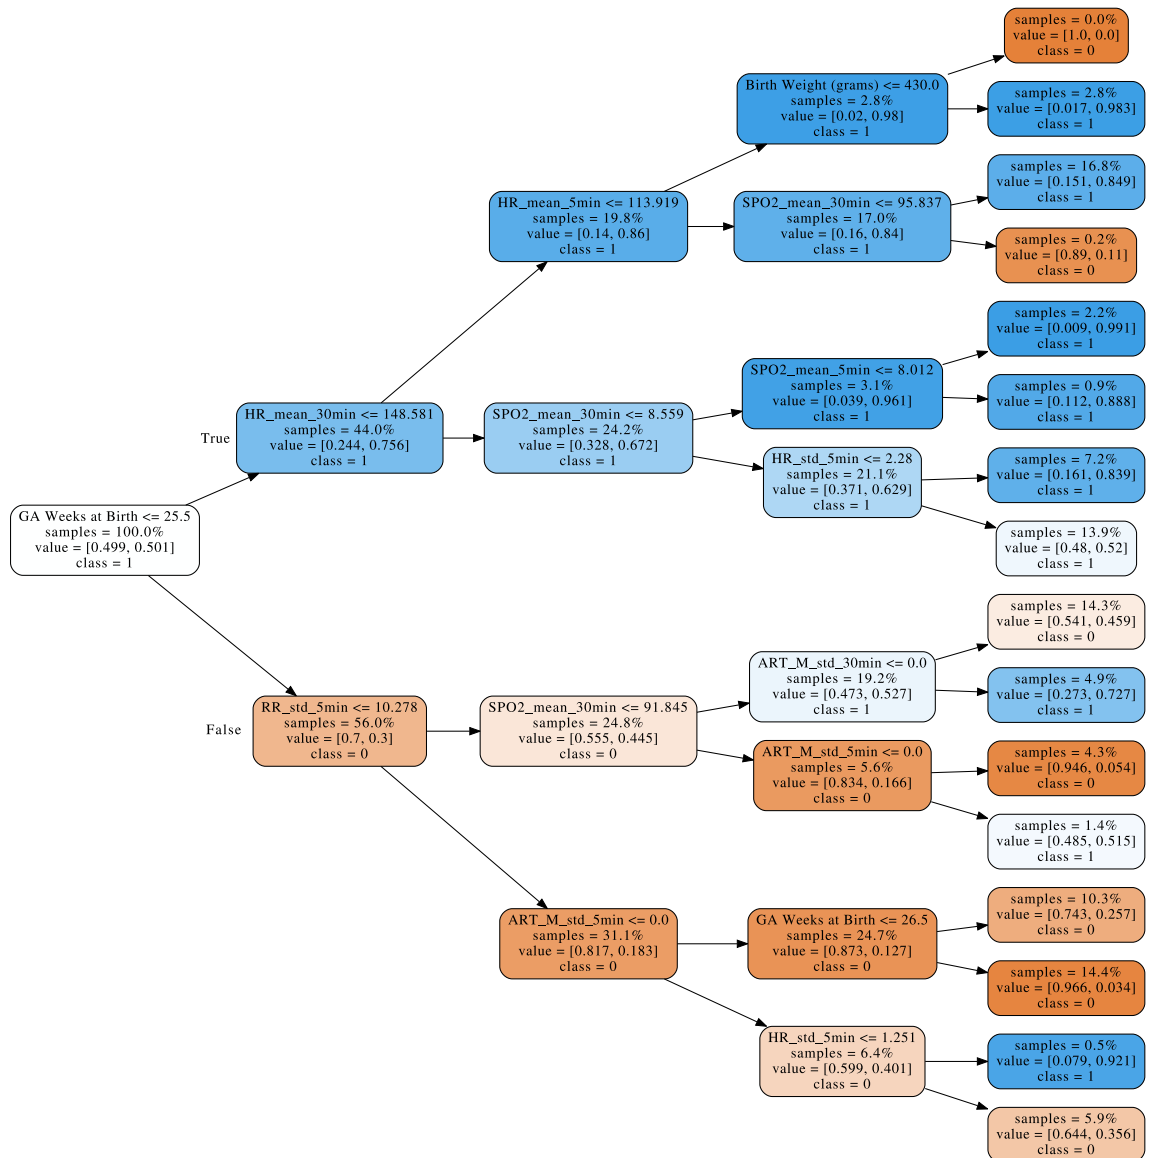 samples = 0.0%
value = [1.0, 0.0]
class = 0
Birth Weight (grams) <= 430.0
samples = 2.8%
value = [0.02, 0.98]
class = 1
samples = 2.8%
value = [0.017, 0.983]
class = 1
samples = 16.8%
value = [0.151, 0.849]
class = 1
HR_mean_5min <= 113.919
samples = 19.8%
value = [0.14, 0.86]
class = 1
SPO2_mean_30min <= 95.837
samples = 17.0%
value = [0.16, 0.84]
class = 1
samples = 0.2%
value = [0.89, 0.11]
class = 0
samples = 2.2%
value = [0.009, 0.991]
class = 1
SPO2_mean_5min <= 8.012
samples = 3.1%
value = [0.039, 0.961]
class = 1
samples = 0.9%
value = [0.112, 0.888]
class = 1
True
HR_mean_30min <= 148.581
samples = 44.0%
value = [0.244, 0.756]
class = 1
SPO2_mean_30min <= 8.559
samples = 24.2%
value = [0.328, 0.672]
class = 1
HR_std_5min <= 2.28
samples = 21.1%
value = [0.371, 0.629]
class = 1
samples = 7.2%
value = [0.161, 0.839]
class = 1
GA Weeks at Birth <= 25.5
samples = 100.0%
value = [0.499, 0.501]
class = 1
samples = 13.9%
value = [0.48, 0.52]
class = 1
samples = 14.3%
value = [0.541, 0.459]
class = 0
ART_M_std_30min <= 0.0
samples = 19.2%
value = [0.473, 0.527]
class = 1
samples = 4.9%
value = [0.273, 0.727]
class = 1
False
RR_std_5min <= 10.278
samples = 56.0%
value = [0.7, 0.3]
class = 0
SPO2_mean_30min <= 91.845
samples = 24.8%
value = [0.555, 0.445]
class = 0
ART_M_std_5min <= 0.0
samples = 5.6%
value = [0.834, 0.166]
class = 0
samples = 4.3%
value = [0.946, 0.054]
class = 0
samples = 1.4%
value = [0.485, 0.515]
class = 1
samples = 10.3%
value = [0.743, 0.257]
class = 0
ART_M_std_5min <= 0.0
samples = 31.1%
value = [0.817, 0.183]
class = 0
GA Weeks at Birth <= 26.5
samples = 24.7%
value = [0.873, 0.127]
class = 0
samples = 14.4%
value = [0.966, 0.034]
class = 0
HR_std_5min <= 1.251
samples = 6.4%
value = [0.599, 0.401]
class = 0
samples = 0.5%
value = [0.079, 0.921]
class = 1
samples = 5.9%
value = [0.644, 0.356]
class = 0